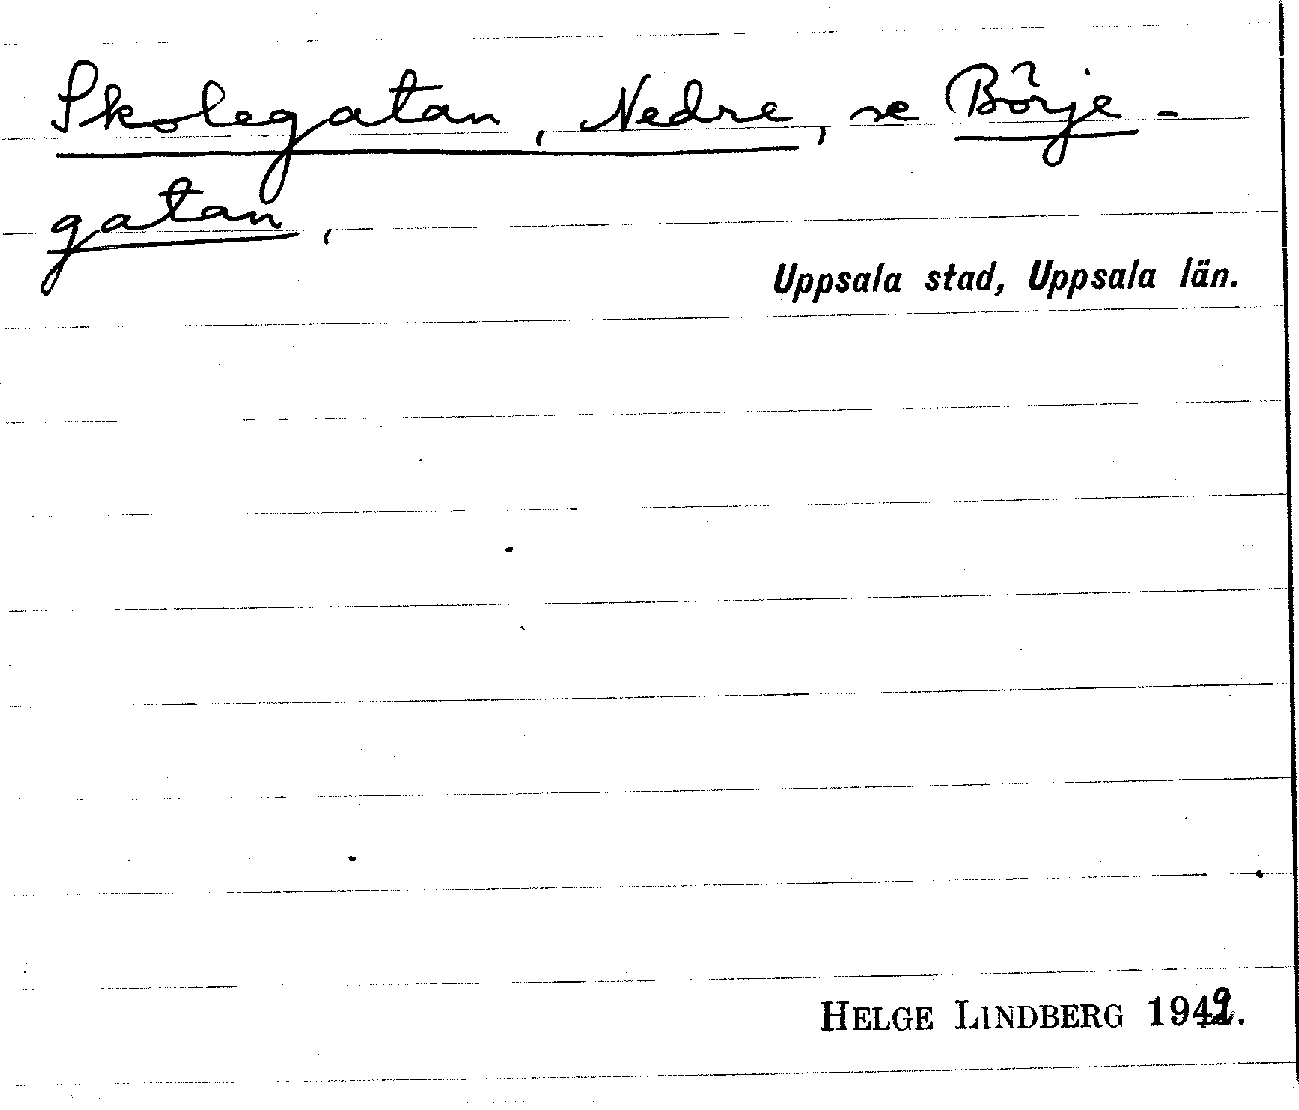 Skolegatan, Nedre, se Börje-
gatan.
Uppsala stad, Uppsala län.
HELGE LINDBERG 1942.